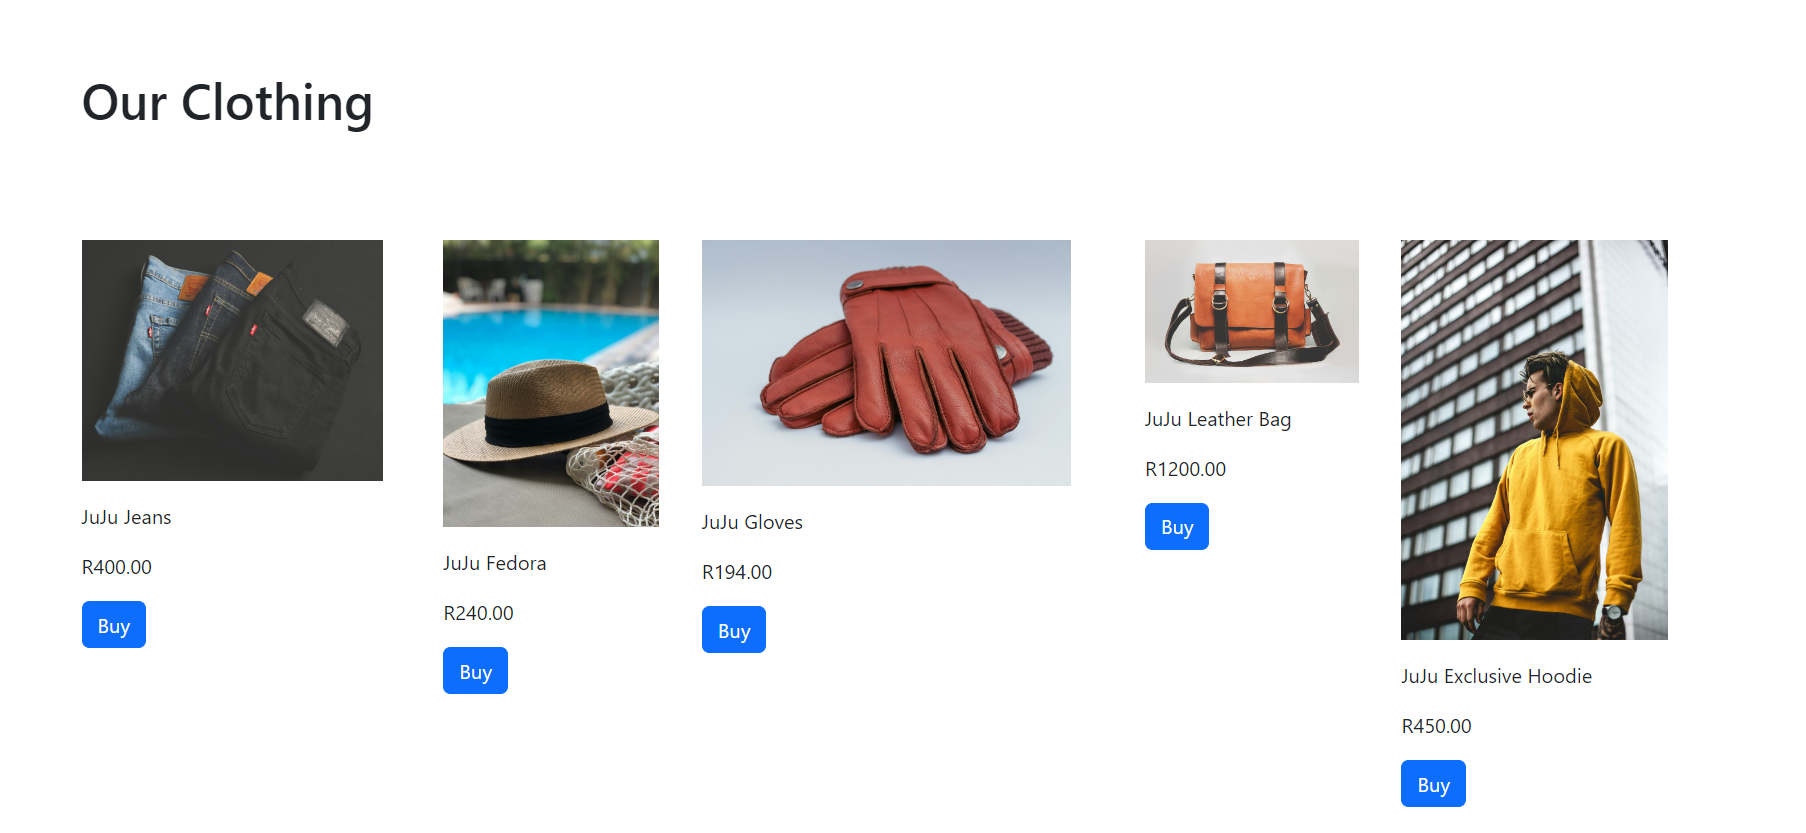 Our Clothing
JuJu Jeans
R400.00
Buy
JuJu Fedora
R240.00
Buy
JuJu Gloves
R194.00
Buy
JuJu Leather Bag
R1200.00
Buy
JuJu Exclusive Hoodie
R450.00
Buy